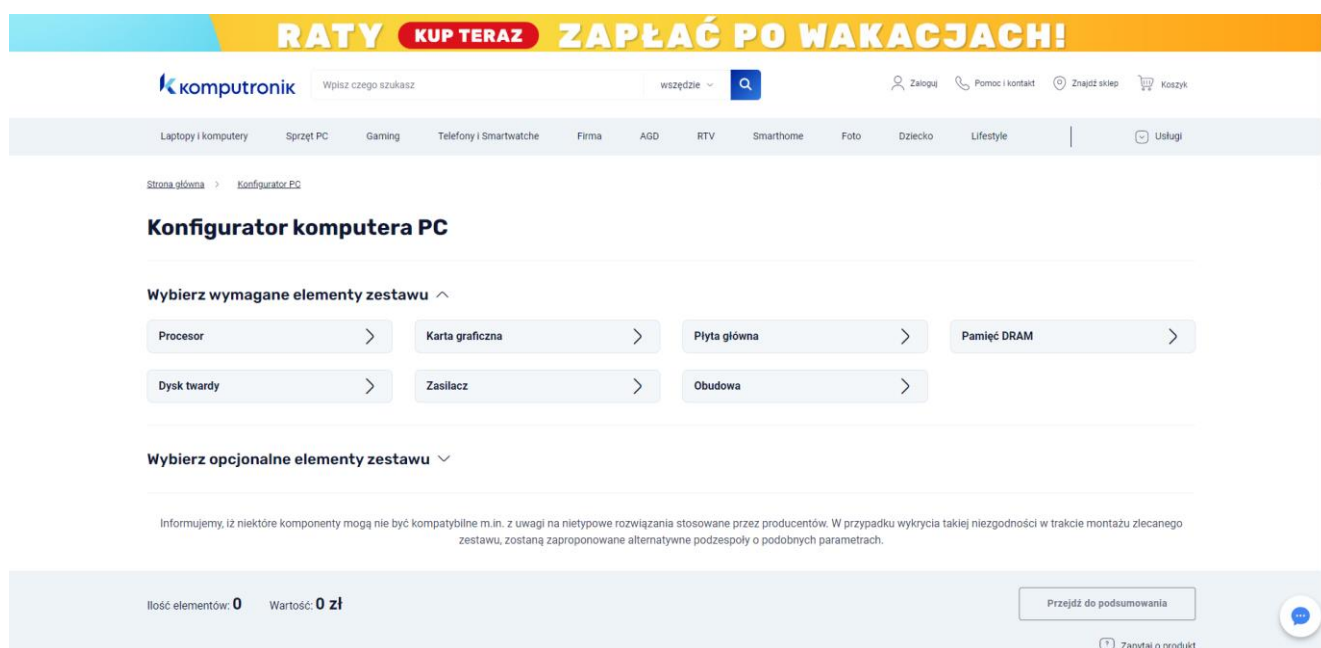 RATY KUP TERAZ ZAPŁAĆ PO WAKACJACH!
komputronik Wpisz czego szukasz wszędzie Zaloguj Pomoc i kontakt Znajdź sklep Koszyk
Laptopy i komputery Sprzęt PC Gaming Telefony i Smartwatche Firma AGD RTV Smarthome Foto Dziecko Lifestyle Usługi
Strona główna > Konfigurator PC
Konfigurator komputera PC
Wybierz wymagane elementy zestawu
Procesor Karta graficzna Płyta główna Pamięć DRAM
Dysk twardy Zasilacz Obudowa
Wybierz opcjonalne elementy zestawu
Informujemy, iż niektóre komponenty mogą nie być kompatybilne m.in. z uwagi na nietypowe rozwiązania stosowane przez producentów. W przypadku wykrycia takiej niezgodności w trakcie montażu zlecanego
zestawu, zostaną zaproponowane alternatywne podzespoły o podobnych parametrach.
Ilość elementów: 0 Wartość: 0 zł Przejdź do podsumowania
Zapytaj o produkt